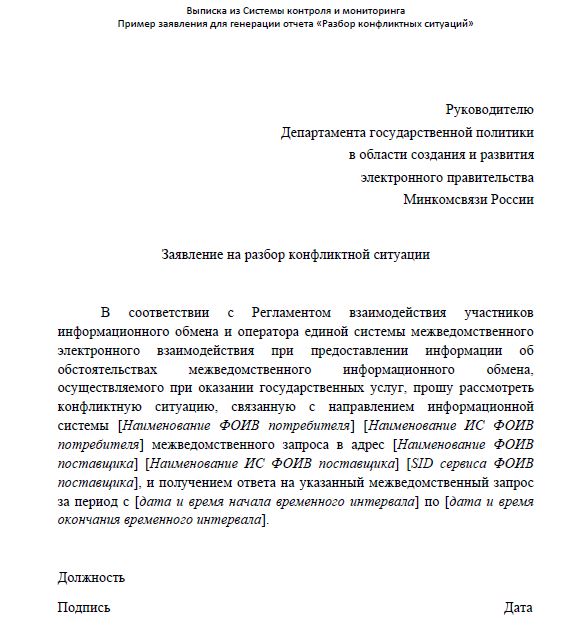 Выписка из Системы контроля и мониторинга
Пример заявления для генерации отчета «Разбор конфликтных ситуаций»
Руководителю
Департамента государственной политики
в области создания и развития
электронного правительства
Минкомсвязи России
Заявление на разбор конфликтной ситуации
В соответствии с Регламентом взаимодействия участников
информационного обмена и оператора единой системы межведомственного
электронного взаимодействия при предоставлении информации об
обстоятельствах межведомственного информационного обмена,
осуществляемого при оказании государственных услуг, прошу рассмотреть
конфликтную ситуацию, связанную с направлением информационной
системы [Наименование ФОИВ потребителя] [Наименование ИС ФОИВ
потребителя] межведомственного запроса в адрес [Наименование ФОИВ
поставщика] [Наименование ИС ФОИВ поставщика] [SID сервиса ФОИВ
поставщика], и получением ответа на указанный межведомственный запрос
за период с [дата и время начала временного интервала] по [дата и время
окончания временного интервала].
Должность
Подпись Дата